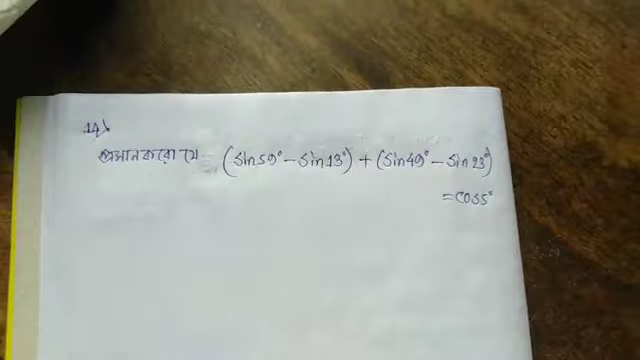 14)
প্রমান করো যে (sin59° - sin13°) + (sin49° - sin23°)
= cos5°